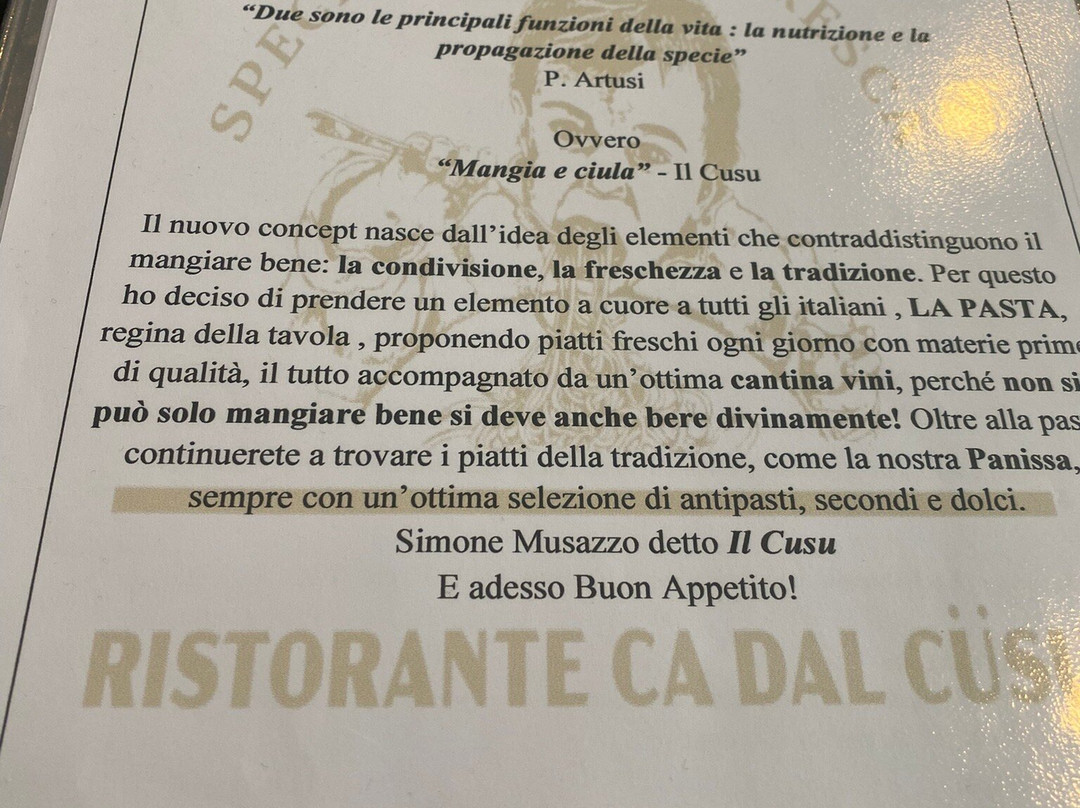 “Due sono le principali funzioni della vita : la nutrizione e la
propagazione della specie”
P. Artusi
Ovvero
“Mangia e ciula” - Il Cusu
Il nuovo concept nasce dall’idea degli elementi che contraddistinguono il
mangiare bene: la condivisione, la freschezza e la tradizione. Per questo
ho deciso di prendere un elemento a cuore a tutti gli italiani , LA PASTA,
regina della tavola , proponendo piatti freschi ogni giorno con materie prime
di qualità, il tutto accompagnato da un’ottima cantina vini, perché non si
può solo mangiare bene si deve anche bere divinamente! Oltre alla pas
continuerete a trovare i piatti della tradizione, come la nostra Panissa,
sempre con un’ottima selezione di antipasti, secondi e dolci.
Simone Musazzo detto Il Cusu
E adesso Buon Appetito!
RISTORANTE CA DAL CÜS